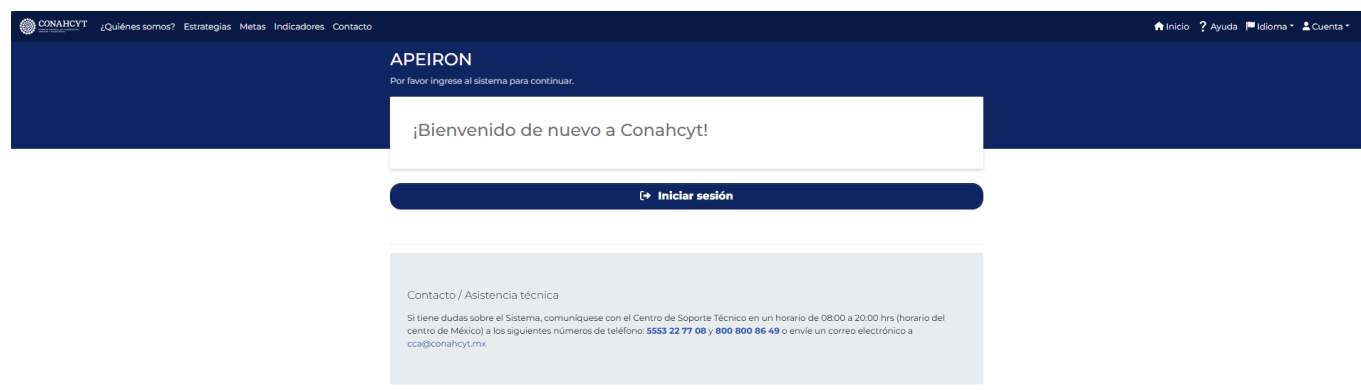 CONAHCYT ¿Quiénes somos? Estrategias Metas Indicadores Contacto Inicio ? Ayuda Idioma Cuenta
APEIRON
Por favor ingrese al sistema para continuar.
¡Bienvenido de nuevo a Conahcyt!
Iniciar sesión
Contacto / Asistencia técnica
Si tiene dudas sobre el Sistema, comuníquese con el Centro de Soporte Técnico en un horario de 08:00 a 20:00 hrs (horario del
centro de México) a los siguientes números de teléfono: 5553 22 77 08 y 800 800 86 49 o envíe un correo electrónico a
cca@conahcyt.mx